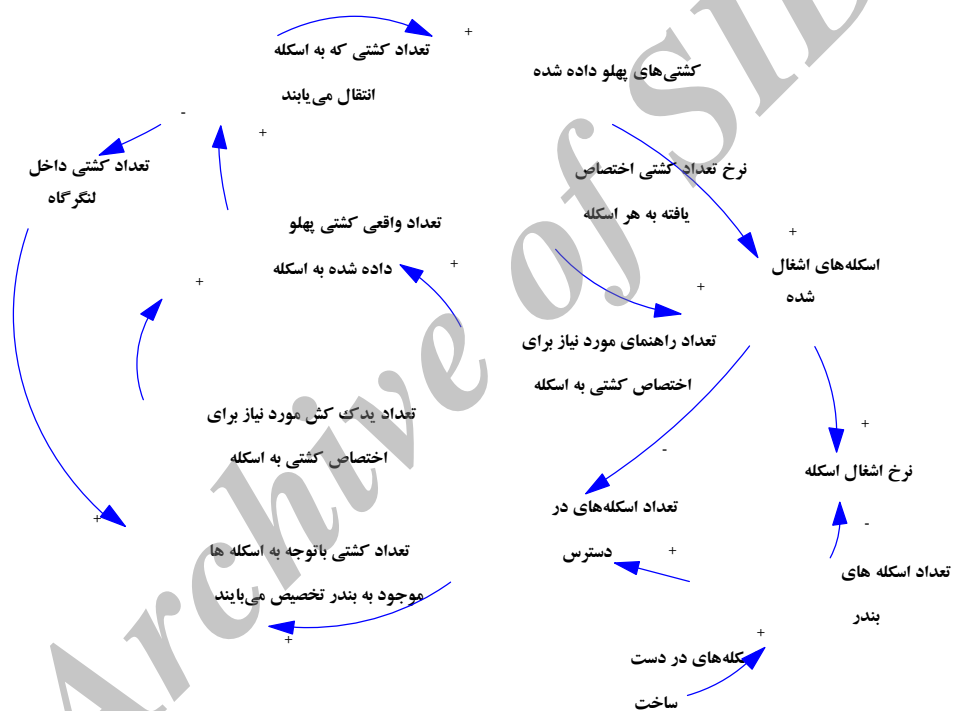 تعداد کشتی که به اسکله
انتقال می‌یابند
کشتی‌های پهلو داده شده
تعداد کشتی داخل
لنگرگاه
نرخ تعداد کشتی اختصاص
یافته به هر اسکله
تعداد واقعی کشتی پهلو
داده شده به اسکله
اسکله‌های اشغال
شده
تعداد راهنمای مورد نیاز برای
اختصاص کشتی به اسکله
تعداد یدک کش مورد نیاز برای
اختصاص کشتی به اسکله
نرخ اشغال اسکله
تعداد اسکله‌های در
دسترس
تعداد کشتی باتوجه به اسکله ها
موجود به بندر تخصیص می‌یابند
تعداد اسکله های
بندر
سکله‌های در دست
ساخت
+
-
+
+
+
+
+
+
-
+
-
+
+
+
+
Archive of SID